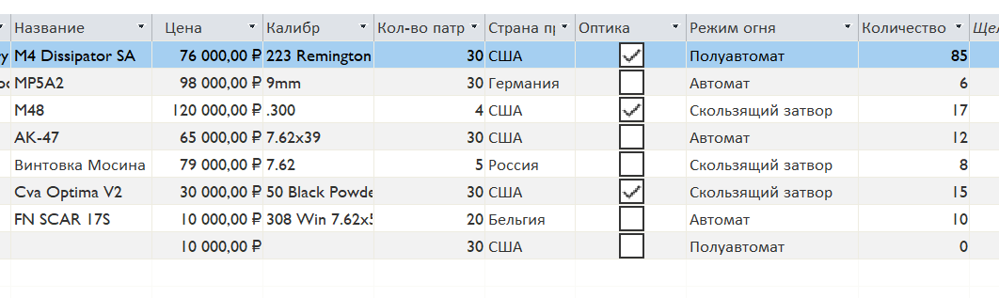 Название Цена Калибр Кол-во патр Страна пр Оптика Режим огня Количество Щел
ry M4 Dissipator SA 76 000,00 ₽ 223 Remington 30 США Полуавтомат 85
MP5A2 98 000,00 ₽ 9mm 30 Германия Автомат 6
M48 120 000,00 ₽ .300 4 США Скользящий затвор 17
AK-47 65 000,00 ₽ 7.62x39 30 США Автомат 12
Винтовка Мосина 79 000,00 ₽ 7.62 5 Россия Скользящий затвор 8
Cva Optima V2 30 000,00 ₽ 50 Black Powde 30 США Скользящий затвор 15
FN SCAR 17S 10 000,00 ₽ 308 Win 7.62x5 20 Бельгия Автомат 10
10 000,00 ₽ 30 США Полуавтомат 0